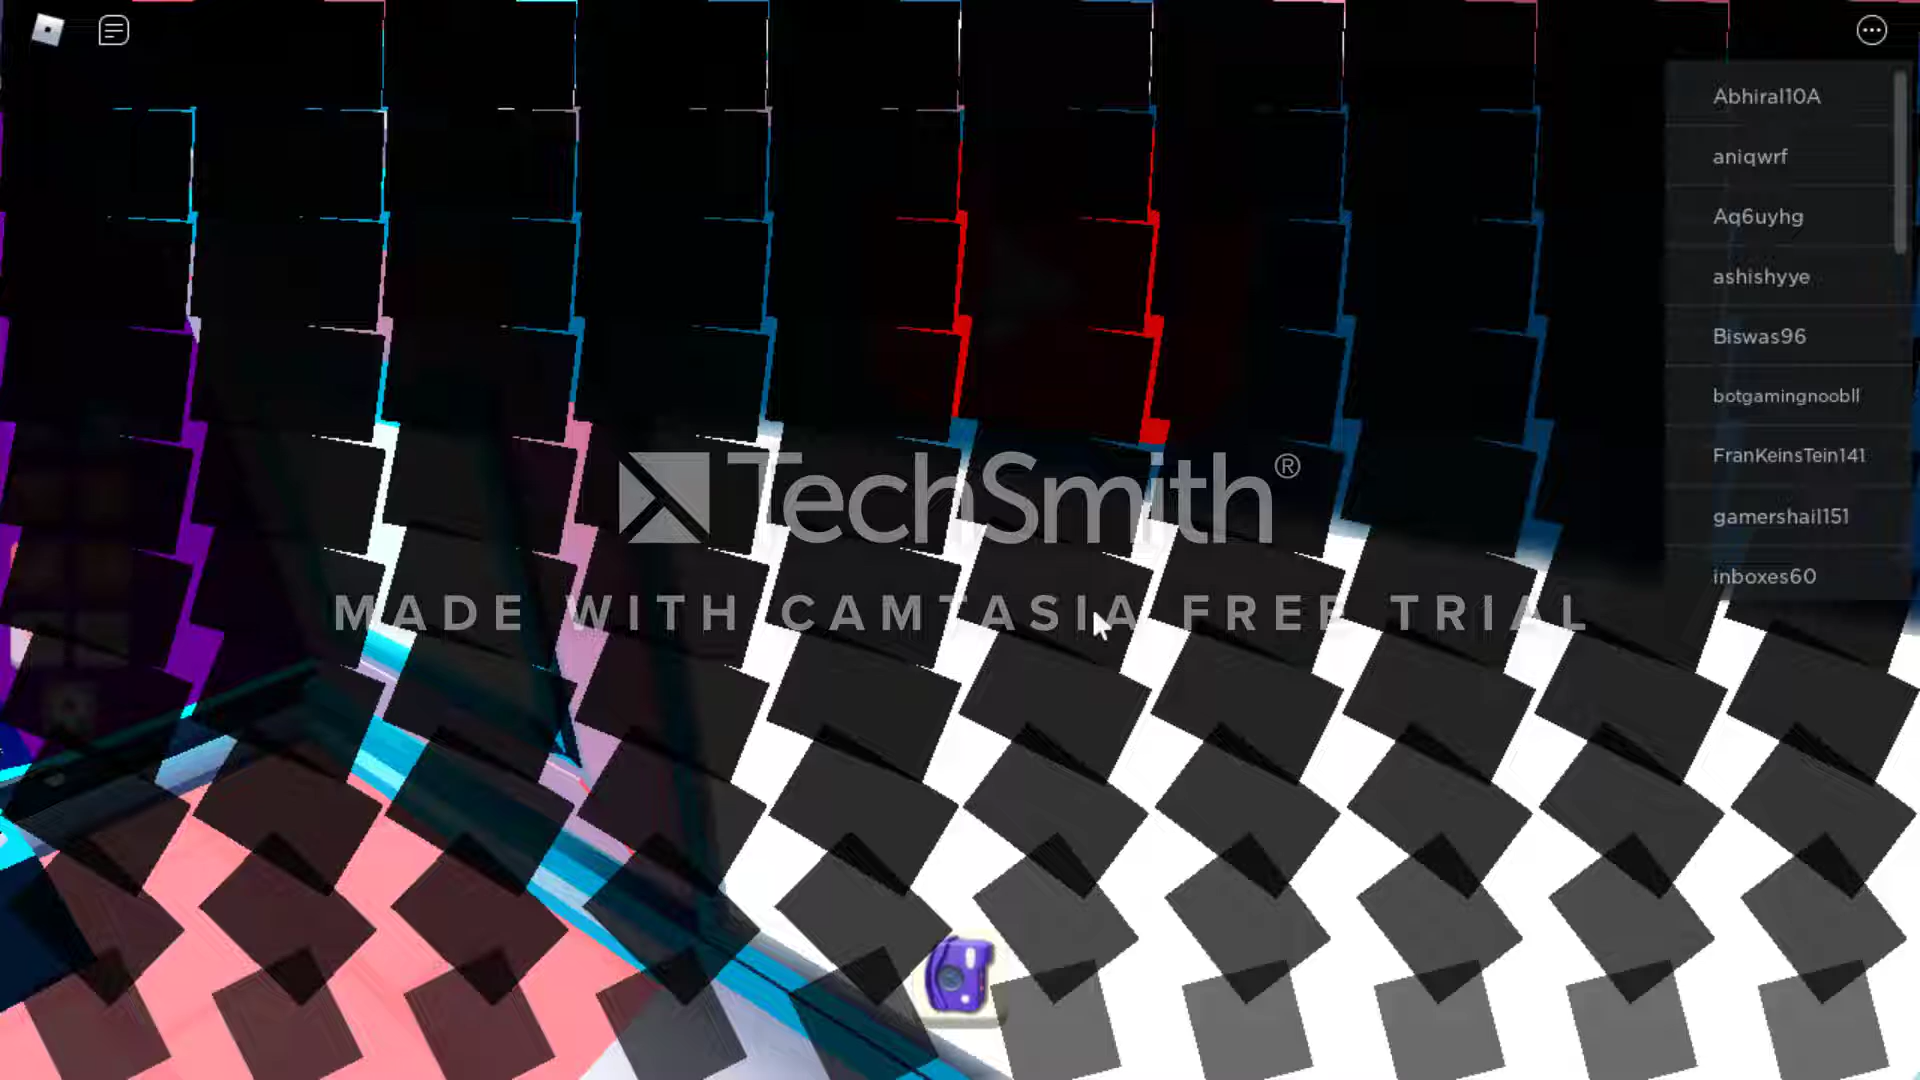 Abhiral10A
aniqwrf
Aq6uyhg
ashishyye
Biswas96
botgamingnoobll
FranKeinsTein141
gamershail151
inboxes60
TechSmith®
MADE WITH CAMTASIA FREE TRIAL